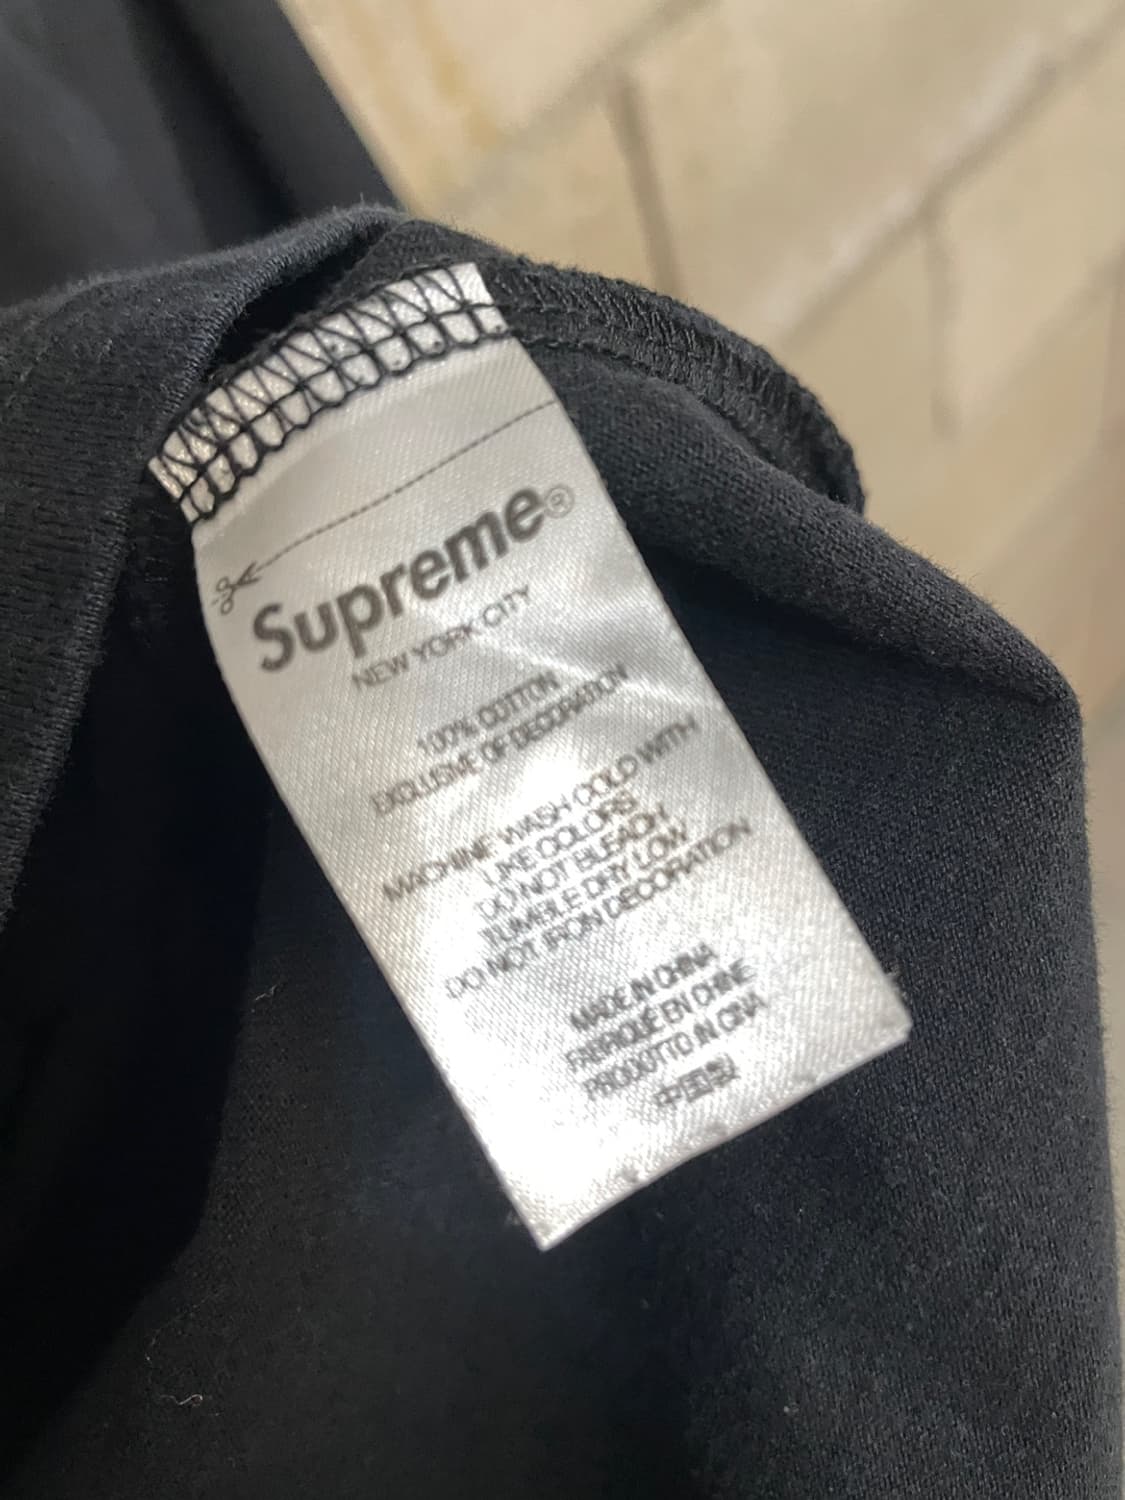 Supreme®
NEW YORK CITY
100% COTTON
EXCLUSIVE OF DECORATION
MACHINE WASH COLD WITH
LIKE COLORS
DO NOT BLEACH
TUMBLE DRY LOW
DO NOT IRON DECORATION
MADE IN CHINA
FABRIQUÉ EN CHINE
PRODOTTO IN CINA
中国製